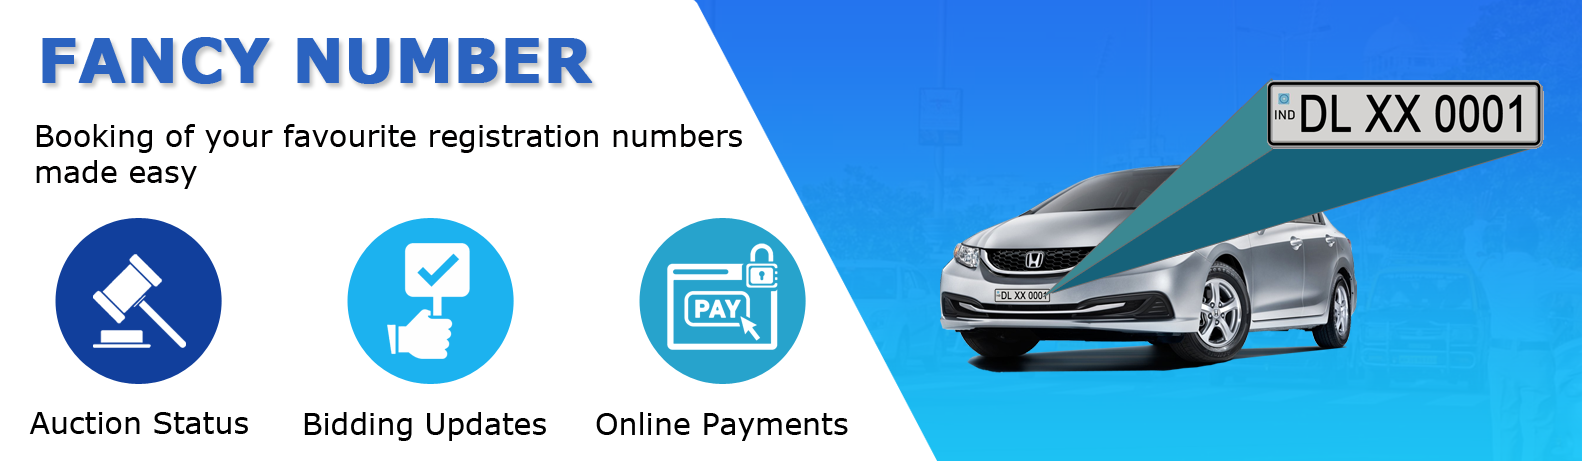 FANCY NUMBER
Booking of your favourite registration numbers
made easy
PAY
Auction Status
Bidding Updates
Online Payments
IND DL XX 0001
DL XX 0001